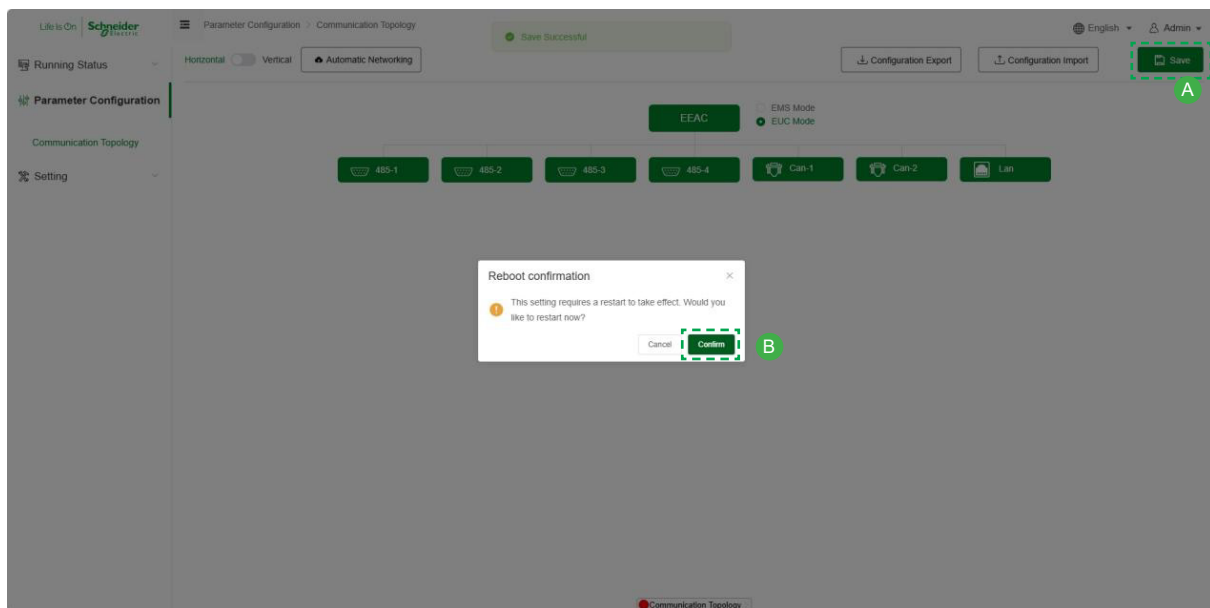 Life Is On Schneider Electric
Parameter Configuration > Communication Topology
Save Successful
English
Admin
Running Status
Horizontal Vertical Automatic Networking
Configuration Export
Configuration Import
Save
A
Parameter Configuration
EEAC
EMS Mode
EUC Mode
Communication Topology
485-1
485-2
485-3
485-4
Can-1
Can-2
Lan
Setting
Reboot confirmation
This setting requires a restart to take effect. Would you
like to restart now?
Cancel
Confirm
B
Communication Topology